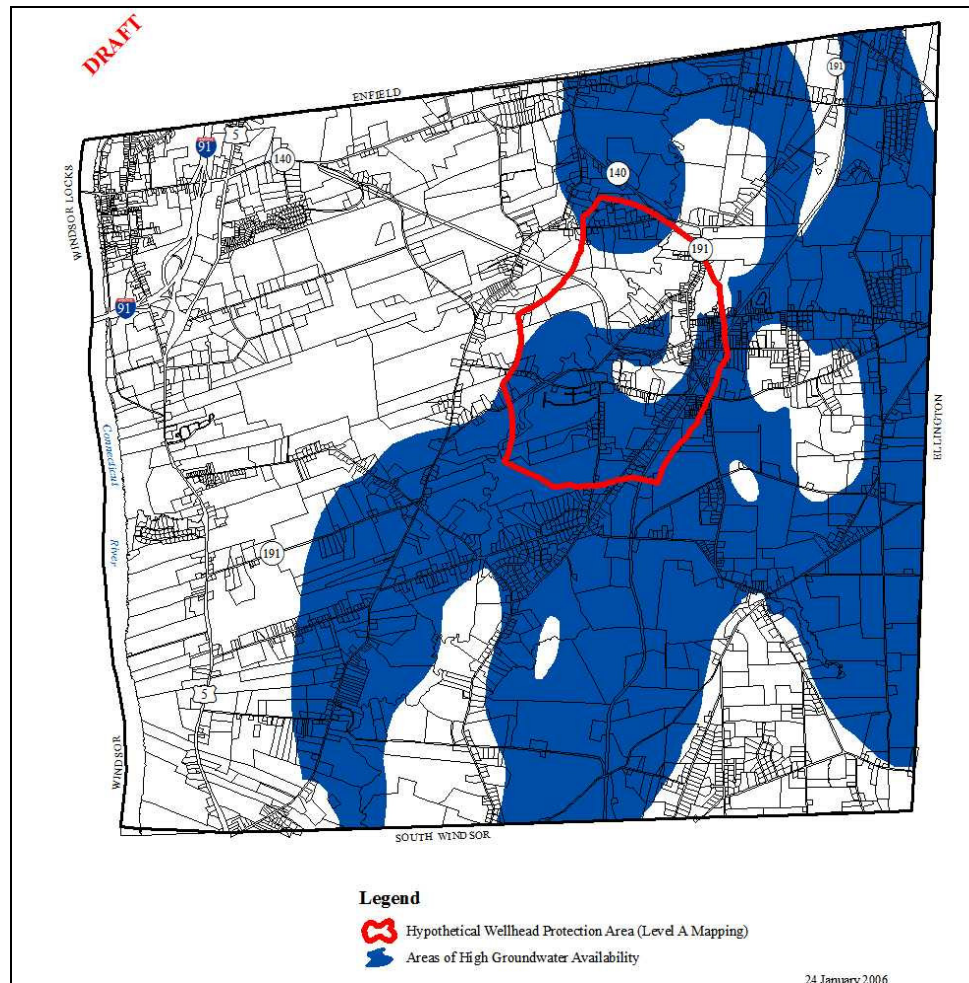 DRAFT
ENFIELD
191
5
91
140
WINDSOR LOCKS
140
191
91
ELLINGTON
Connecticut River
191
5
WINDSOR
SOUTH WINDSOR
Legend
Hypothetical Wellhead Protection Area (Level A Mapping)
Areas of High Groundwater Availability
24 January 2006